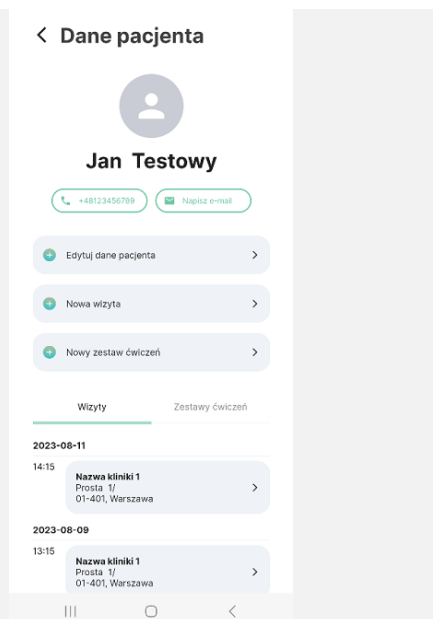 Dane pacjenta
Jan Testowy
+48123456789
Napisz e-mail
Edytuj dane pacjenta
Nowa wizyta
Nowy zestaw ćwiczeń
Wizyty
Zestawy ćwiczeń
2023-08-11
14:15
Nazwa kliniki 1
Prosta 1/
01-401, Warszawa
2023-08-09
13:15
Nazwa kliniki 1
Prosta 1/
01-401, Warszawa